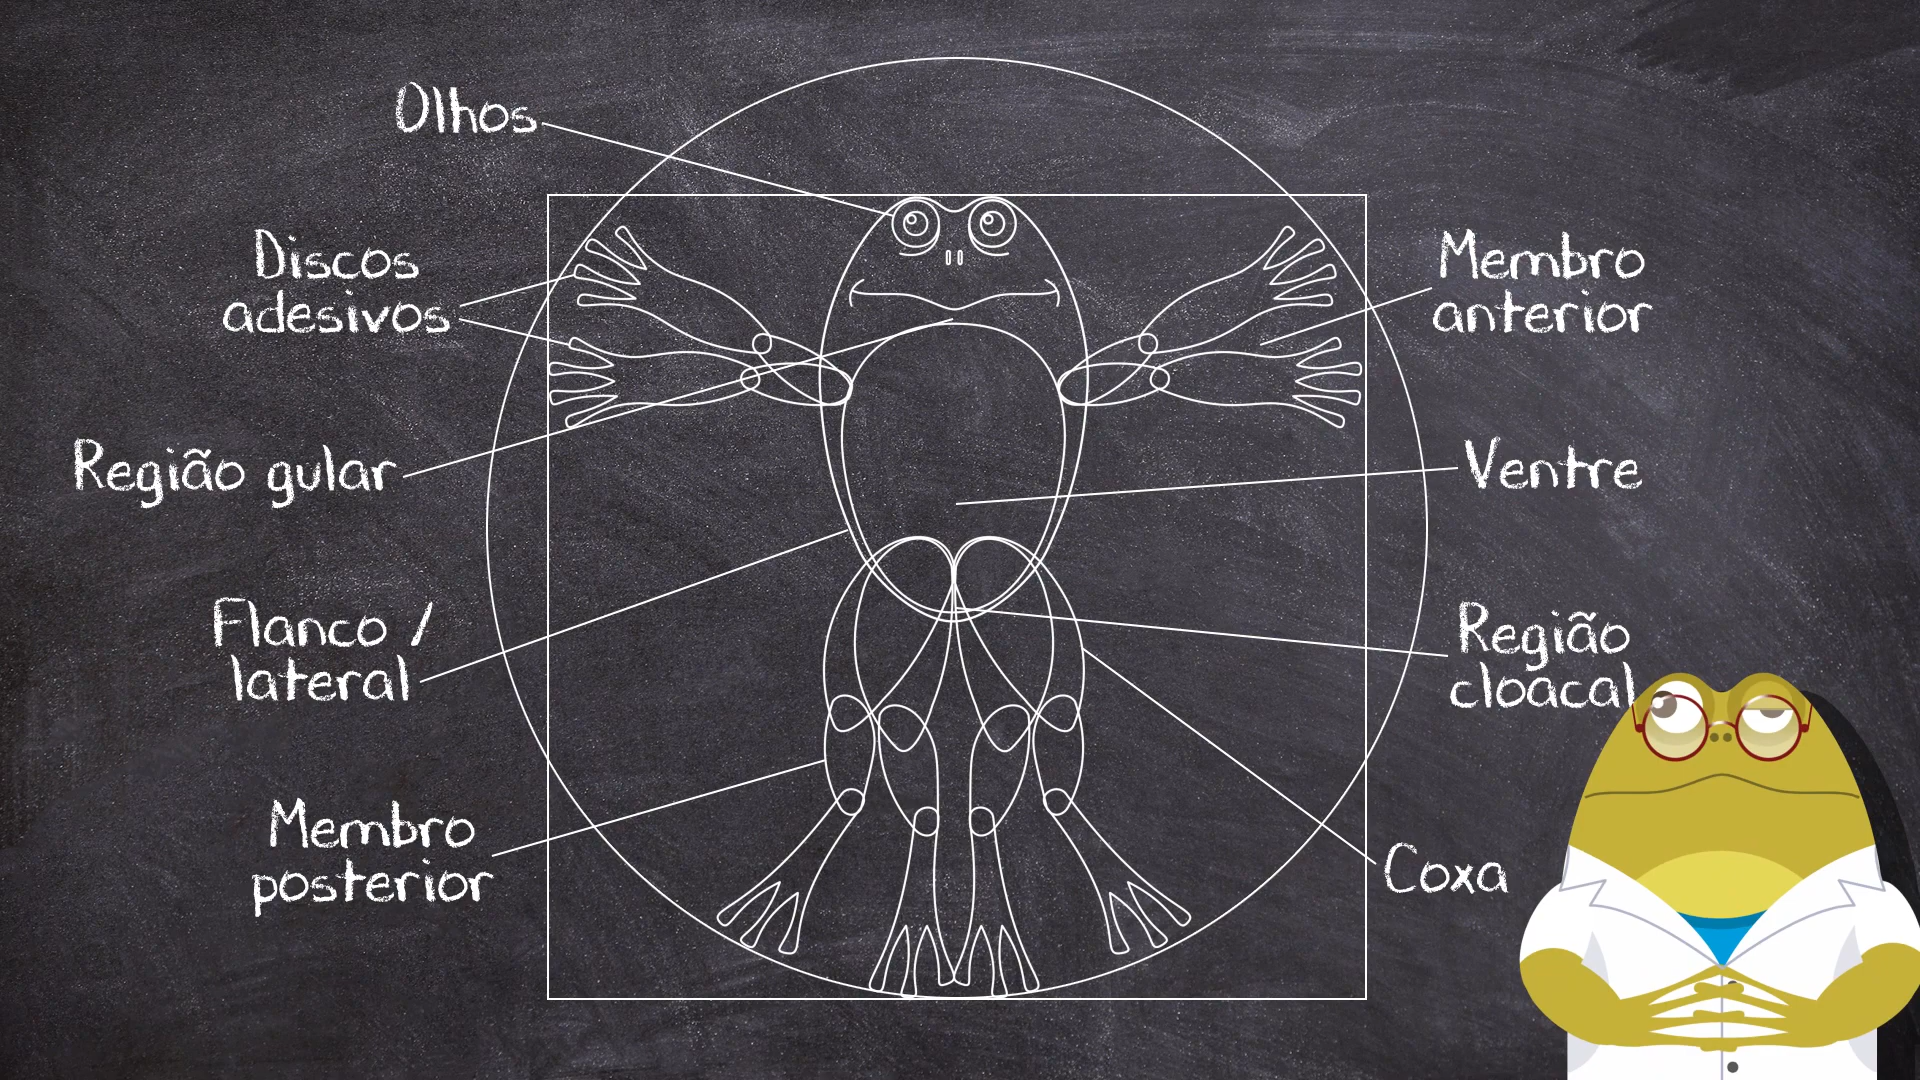 Olhos
Discos
adesivos
Região gular
Flanco /
lateral
Membro
posterior
Membro
anterior
Ventre
Região
cloacal
Coxa